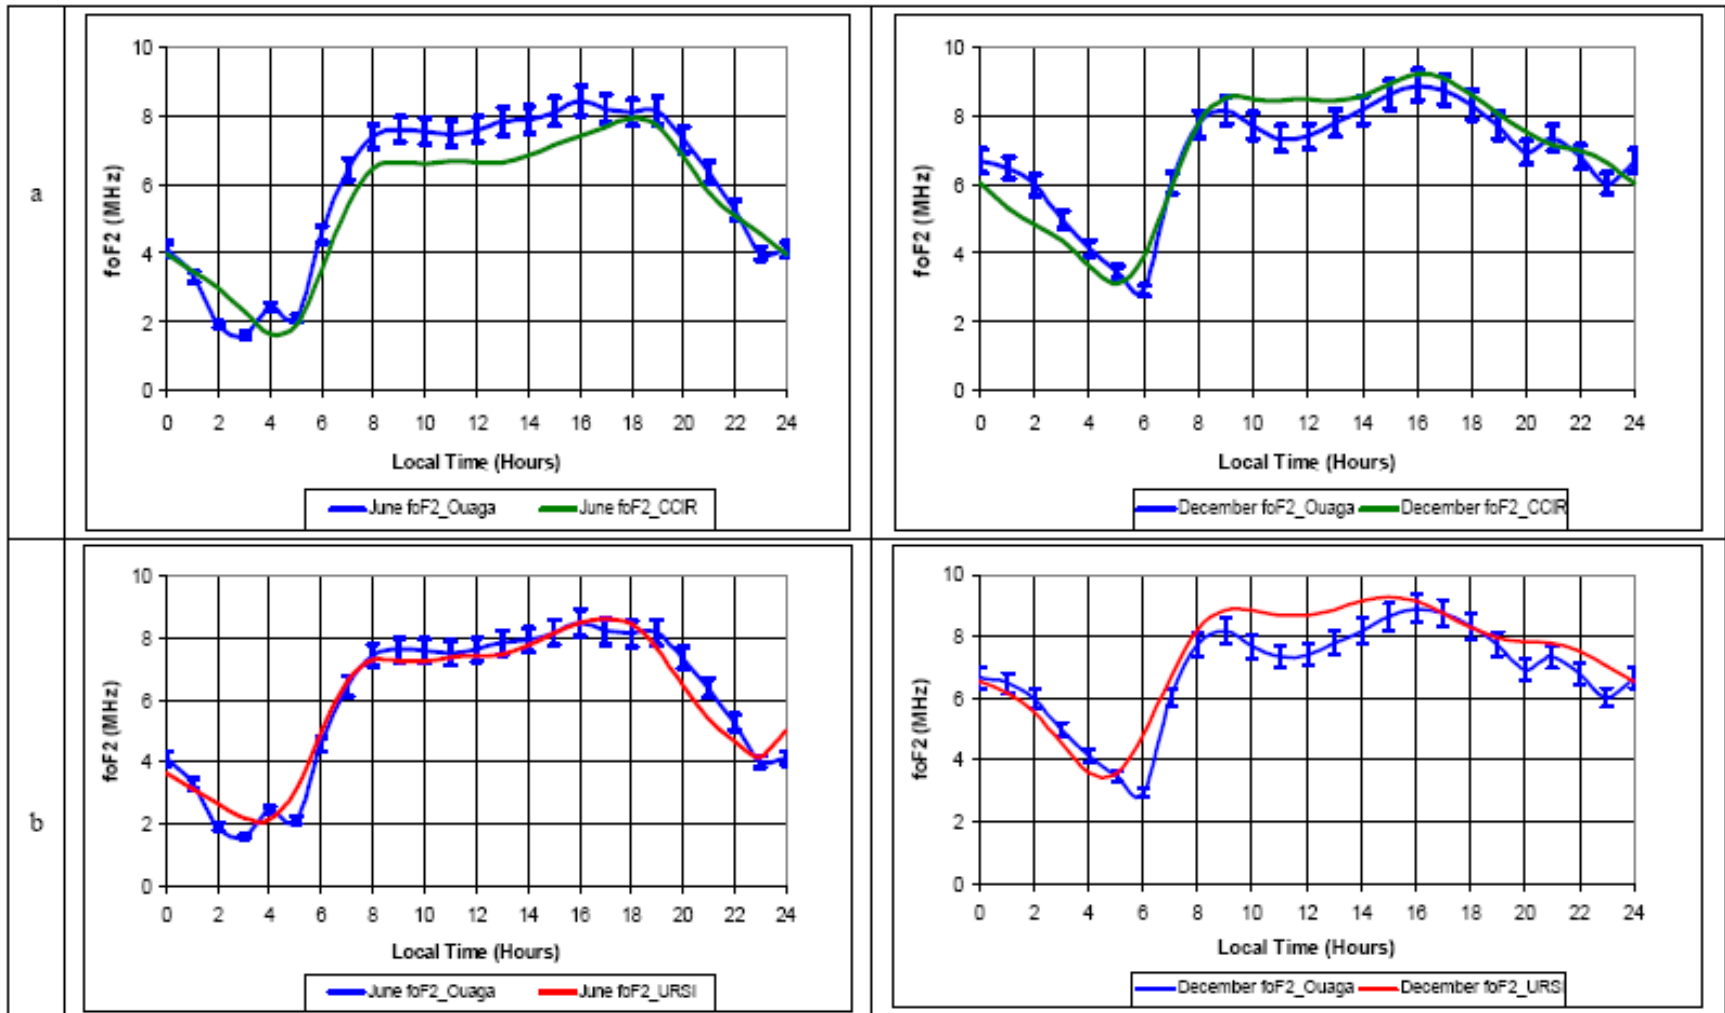 a
10
8
6
4
2
0
foF2 (MHz)
0 2 4 6 8 10 12 14 16 18 20 22 24
Local Time (Hours)
June foF2_Ouaga June foF2_CCIR
10
8
6
4
2
0
foF2 (MHz)
0 2 4 6 8 10 12 14 16 18 20 22 24
Local Time (Hours)
December foF2_Ouaga December foF2_CCIR
b
10
8
6
4
2
0
foF2 (MHz)
0 2 4 6 8 10 12 14 16 18 20 22 24
Local Time (Hours)
June foF2_Ouaga June foF2_URSI
10
8
6
4
2
0
foF2 (MHz)
0 2 4 6 8 10 12 14 16 18 20 22 24
Local Time (Hours)
December foF2_Ouaga December foF2_URSI